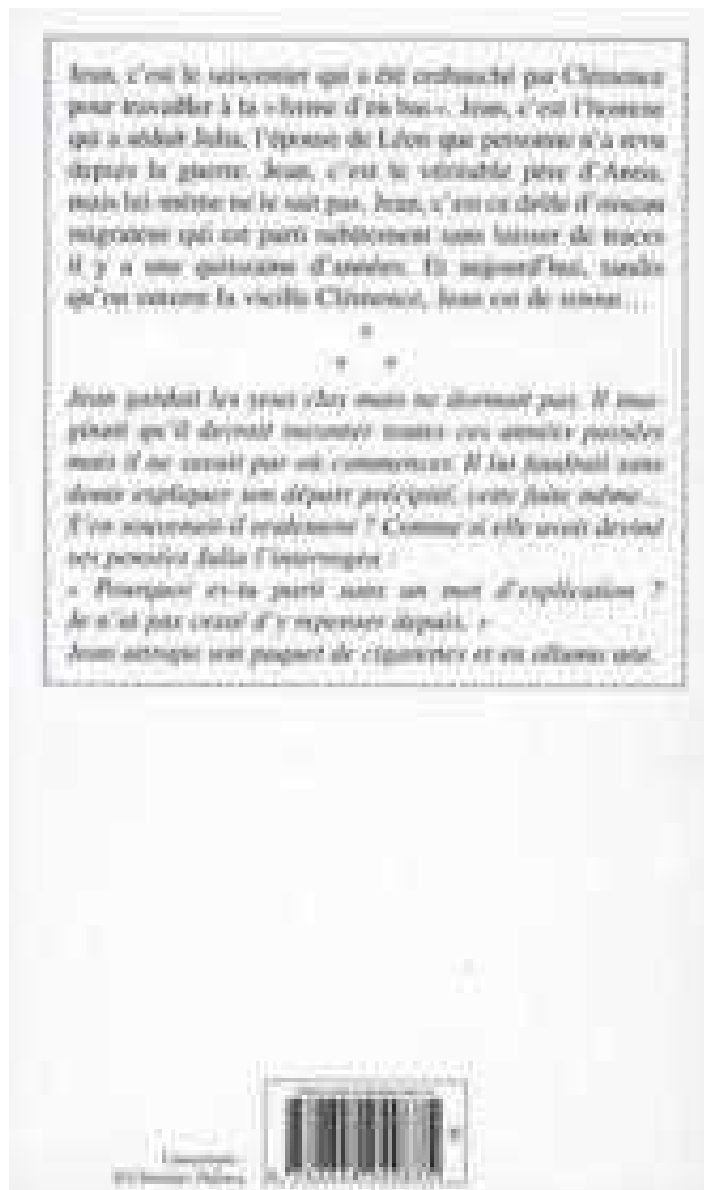 Jean, c'est le saisonnier qui a été embauché par Clémence
pour travailler à la « ferme d'en bas ». Jean, c'est l'homme
qui a séduit Julia, l'épouse de Léon que personne n'a revu
depuis la guerre. Jean, c'est le véritable père d'Anna,
mais lui-même ne le sait pas. Jean, c'est ce drôle d'oiseau
migrateur qui est parti subitement sans laisser de traces
il y a une quinzaine d'années. Et aujourd'hui, tandis
qu'on enterre la vieille Clémence, Jean est de retour…
*
* *
Jean gardait les yeux clos mais ne dormait pas. Il ima-
ginait qu'il devrait raconter toutes ces années passées
mais il ne savait par où commencer. Il lui faudrait sans
doute expliquer son départ précipité, cette fuite même…
S'en souvenait-il seulement ? Comme si elle avait deviné
ses pensées Julia l'interrogea :
« Pourquoi es-tu parti sans un mot d'explication ?
Je n'ai pas cessé d'y repenser depuis. »
Jean attrapa son paquet de cigarettes et en alluma une.